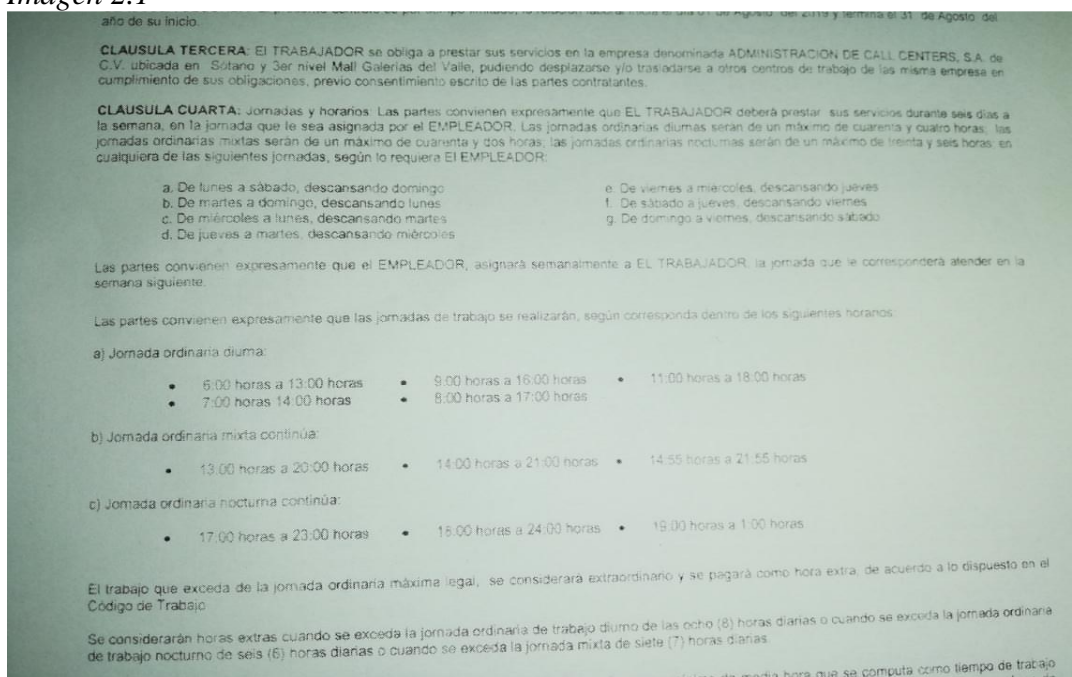 Imagen 2.1
año de su inicio.
CLAUSULA TERCERA: El TRABAJADOR se obliga a prestar sus servicios en la empresa denominada ADMINISTRACION DE CALL CENTERS, S.A. de
C.V. ubicada en Sotano y 3er nivel Mall Galerias del Valle, pudiendo desplazarse y/o trasladarse a otros centros de trabajo de las misma empresa en
cumplimiento de sus obligaciones, previo consentimiento escrito de las partes contratantes.
CLAUSULA CUARTA: Jornadas y horarios: Las partes convienen expresamente que EL TRABAJADOR deberá prestar sus servicios durante seis días a
la semana, en la jornada que le sea asignada por el EMPLEADOR. Las jornadas ordinarias diurnas serán de un máximo de cuarenta y cuatro horas, las
jornadas ordinarias mixtas serán de un máximo de cuarenta y dos horas, las jornadas ordinarias nocturnas serán de un máximo de treinta y seis horas, en
cualquiera de las siguientes jornadas, según lo requiera El EMPLEADOR:
a. De lunes a sábado, descansando domingo
b. De martes a domingo, descansando lunes
c. De miércoles a lunes, descansando martes
d. De jueves a martes, descansando miércoles
e. De viernes a miércoles, descansando jueves
f. De sábado a jueves, descansando viernes
g. De domingo a viernes, descansando sábado
Las partes convienen expresamente que el EMPLEADOR, asignará semanalmente a EL TRABAJADOR, la jornada que le corresponderá atender en la
semana siguiente.
Las partes convienen expresamente que las jornadas de trabajo se realizarán, según corresponda dentro de los siguientes horarios:
a) Jornada ordinaria diurna:
• 6:00 horas a 13:00 horas • 9:00 horas a 16:00 horas • 11:00 horas a 18:00 horas
• 7:00 horas 14:00 horas • 8:00 horas a 17:00 horas
b) Jornada ordinaria mixta continúa:
• 13:00 horas a 20:00 horas • 14:00 horas a 21:00 horas • 14:55 horas a 21:55 horas
c) Jornada ordinaria nocturna continúa:
• 17:00 horas a 23:00 horas • 18:00 horas a 24:00 horas • 19:00 horas a 1:00 horas
El trabajo que exceda de la jornada ordinaria máxima legal, se considerará extraordinario y se pagará como hora extra, de acuerdo a lo dispuesto en el
Código de Trabajo
Se considerarán horas extras cuando se exceda la jornada ordinaria de trabajo diurno de las ocho (8) horas diarias o cuando se exceda la jornada ordinaria
de trabajo nocturno de seis (6) horas diarias o cuando se exceda la jornada mixta de siete (7) horas diarias.
media hora que se computa como tiempo de trabajo